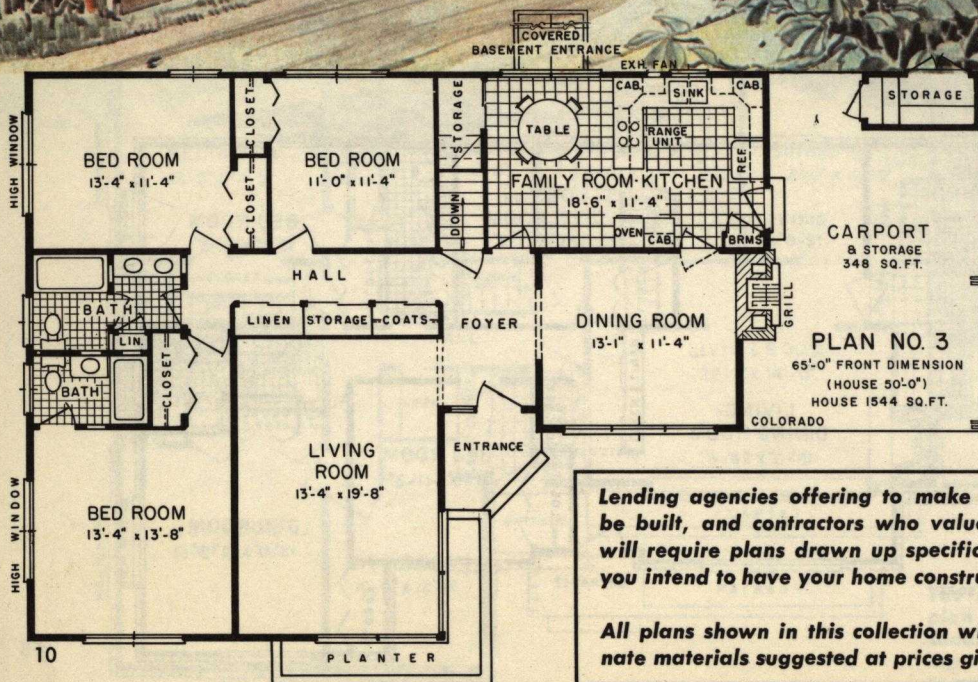 COVERED
BASEMENT ENTRANCE
EXH. FAN
CLOSET
STORAGE
CAB.
SINK
CAB.
STORAGE
HIGH WINDOW
BED ROOM
13'-4" x 11'-4"
BED ROOM
11'-0" x 11'-4"
TABLE
RANGE
UNIT
REF.
CLOSET
DOWN
FAMILY ROOM-KITCHEN
18'-6" x 11'-4"
OVEN
CAB.
BRMS
CARPORT
& STORAGE
348 SQ.FT.
HALL
BATH
LIN.
LINEN
STORAGE
COATS
FOYER
DINING ROOM
13'-1" x 11'-4"
GRILL
PLAN NO. 3
65'-0" FRONT DIMENSION
(HOUSE 50'-0")
HOUSE 1544 SQ.FT.
COLORADO
BATH
CLOSET
ENTRANCE
LIVING
ROOM
13'-4" x 19'-8"
BED ROOM
13'-4" x 13'-8"
HIGH WINDOW
PLANTER
10
Lending agencies offering to make
be built, and contractors who value
will require plans drawn up specific
you intend to have your home constru
All plans shown in this collection w
nate materials suggested at prices gi